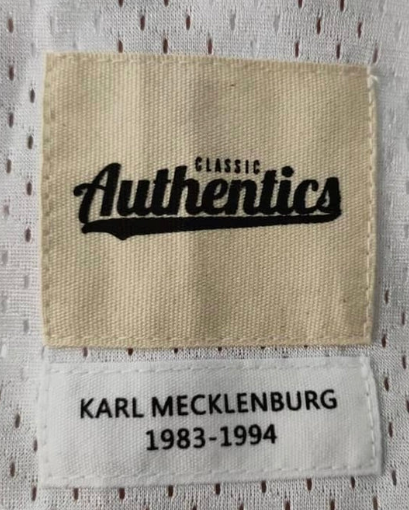 CLASSIC
Authentics
KARL MECKLENBURG
1983-1994